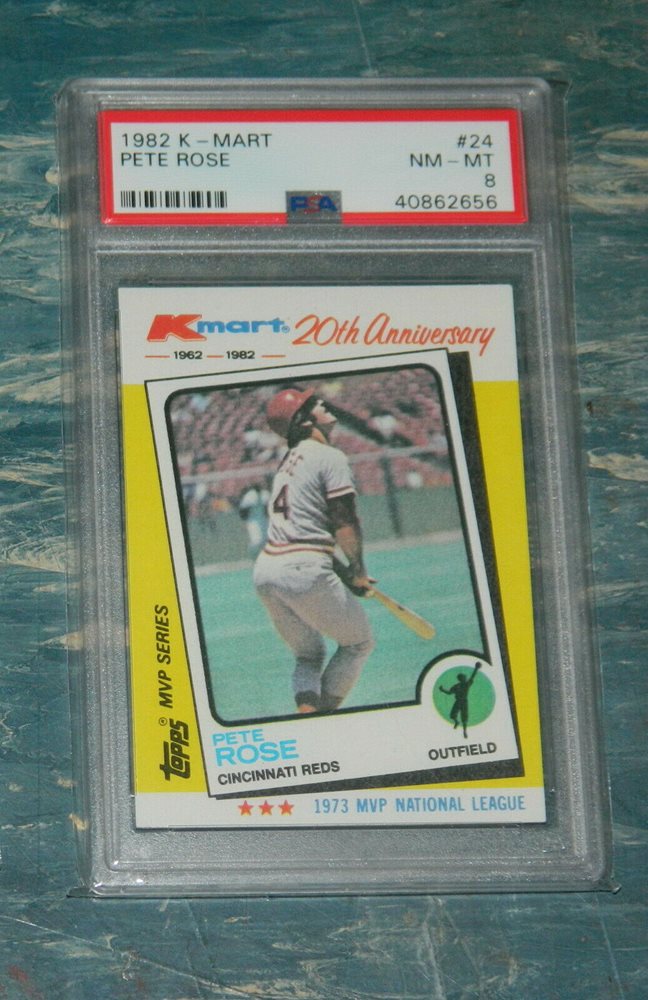 1982 K-MART #24
PETE ROSE NM-MT
8
PSA 40862656
Kmart® 20th Anniversary
1962 — 1982
4
topps® MVP SERIES
PETE
ROSE
CINCINNATI REDS
OUTFIELD
1973 MVP NATIONAL LEAGUE